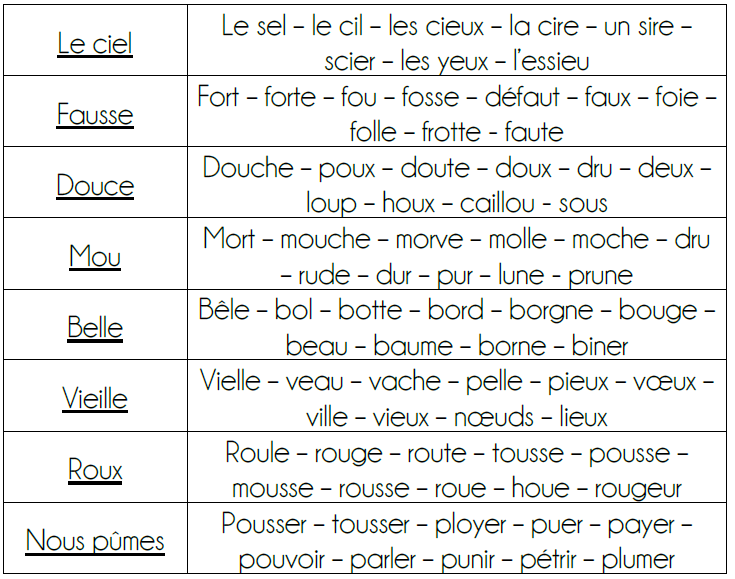 Le ciel
Le sel – le cil – les cieux – la cire – un sire –
scier – les yeux – l'essieu
Fausse
Fort – forte – fou – fosse – défaut – faux – foie –
folle – frotte - faute
Douce
Douche – poux – doute – doux – dru – deux –
loup – houx – caillou - sous
Mou
Mort – mouche – morve – molle – moche – dru
– rude – dur – pur – lune – prune
Belle
Bêle – bol – botte – bord – borgne – bouge –
beau – baume – borne – biner
Vieille
Vielle – veau – vache – pelle – pieux – vœux –
ville – vieux – nœuds – lieux
Roux
Roule – rouge – route – tousse – pousse –
mousse – rousse – roue – houe – rougeur
Nous pûmes
Pousser – tousser – ployer – puer – payer –
pouvoir – parler – punir – pétrir – plumer